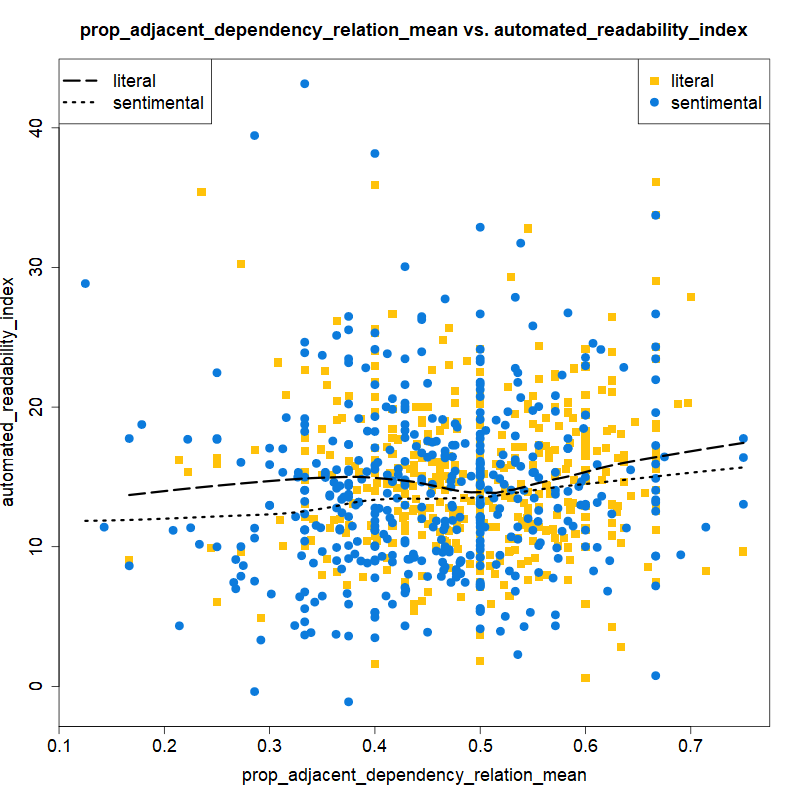 prop_adjacent_dependency_relation_mean vs. automated_readability_index
literal
sentimental
literal
sentimental
automated_readability_index
40
30
20
10
0
0.1 0.2 0.3 0.4 0.5 0.6 0.7
prop_adjacent_dependency_relation_mean